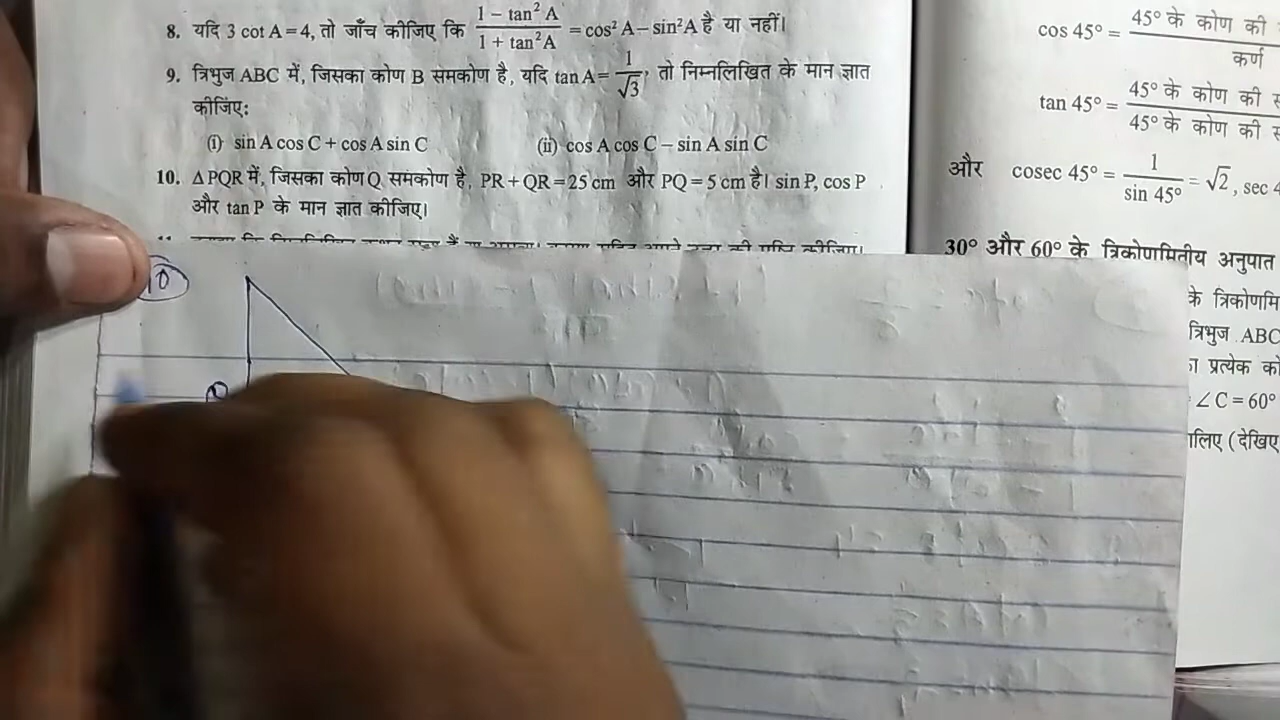 8. यदि 3 cot A = 4, तो जाँच कीजिए कि (1 – tan² A)/(1 + tan² A) = cos² A – sin² A है या नहीं।
9. त्रिभुज ABC में, जिसका कोण B समकोण है, यदि tan A = 1/√3, तो निम्नलिखित के मान ज्ञात
कीजिए:
(i) sin A cos C + cos A sin C (ii) cos A cos C – sin A sin C
10. Δ PQR में, जिसका कोण Q समकोण है, PR + QR = 25 cm और PQ = 5 cm है। sin P, cos P
और tan P के मान ज्ञात कीजिए।
10
cos 45° = 45° के कोण की / कर्ण
tan 45° = 45° के कोण की / 45° के कोण की
और cosec 45° = 1/sin 45° = √2, sec 4
30° और 60° के त्रिकोणमितीय अनुपात
के त्रिकोणमि
त्रिभुज ABC
प्रत्येक को
∠C = 60°
लिए (देखिए